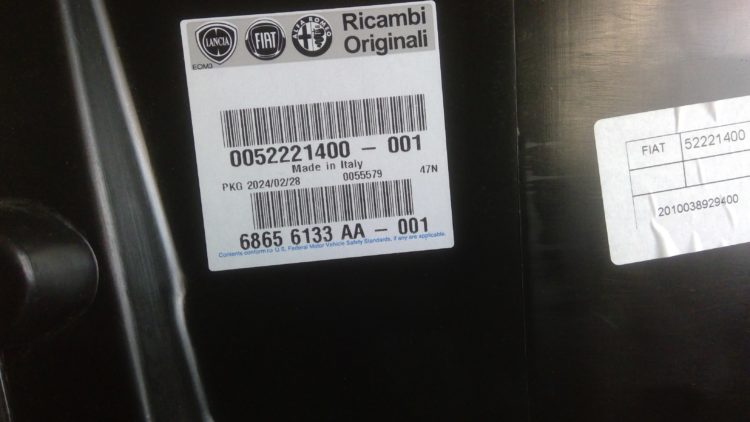 LANCIA FIAT ALFA ROMEO Ricambi
Originali
EOM3
0052221400 - 001
Made in Italy
PKG 2024/02/28 0055579 47N
6865 6133 AA - 001
Contents conform to U.S. Federal Motor Vehicle Safety Standards, if any are applicable.
FIAT 52221400
2010038929400